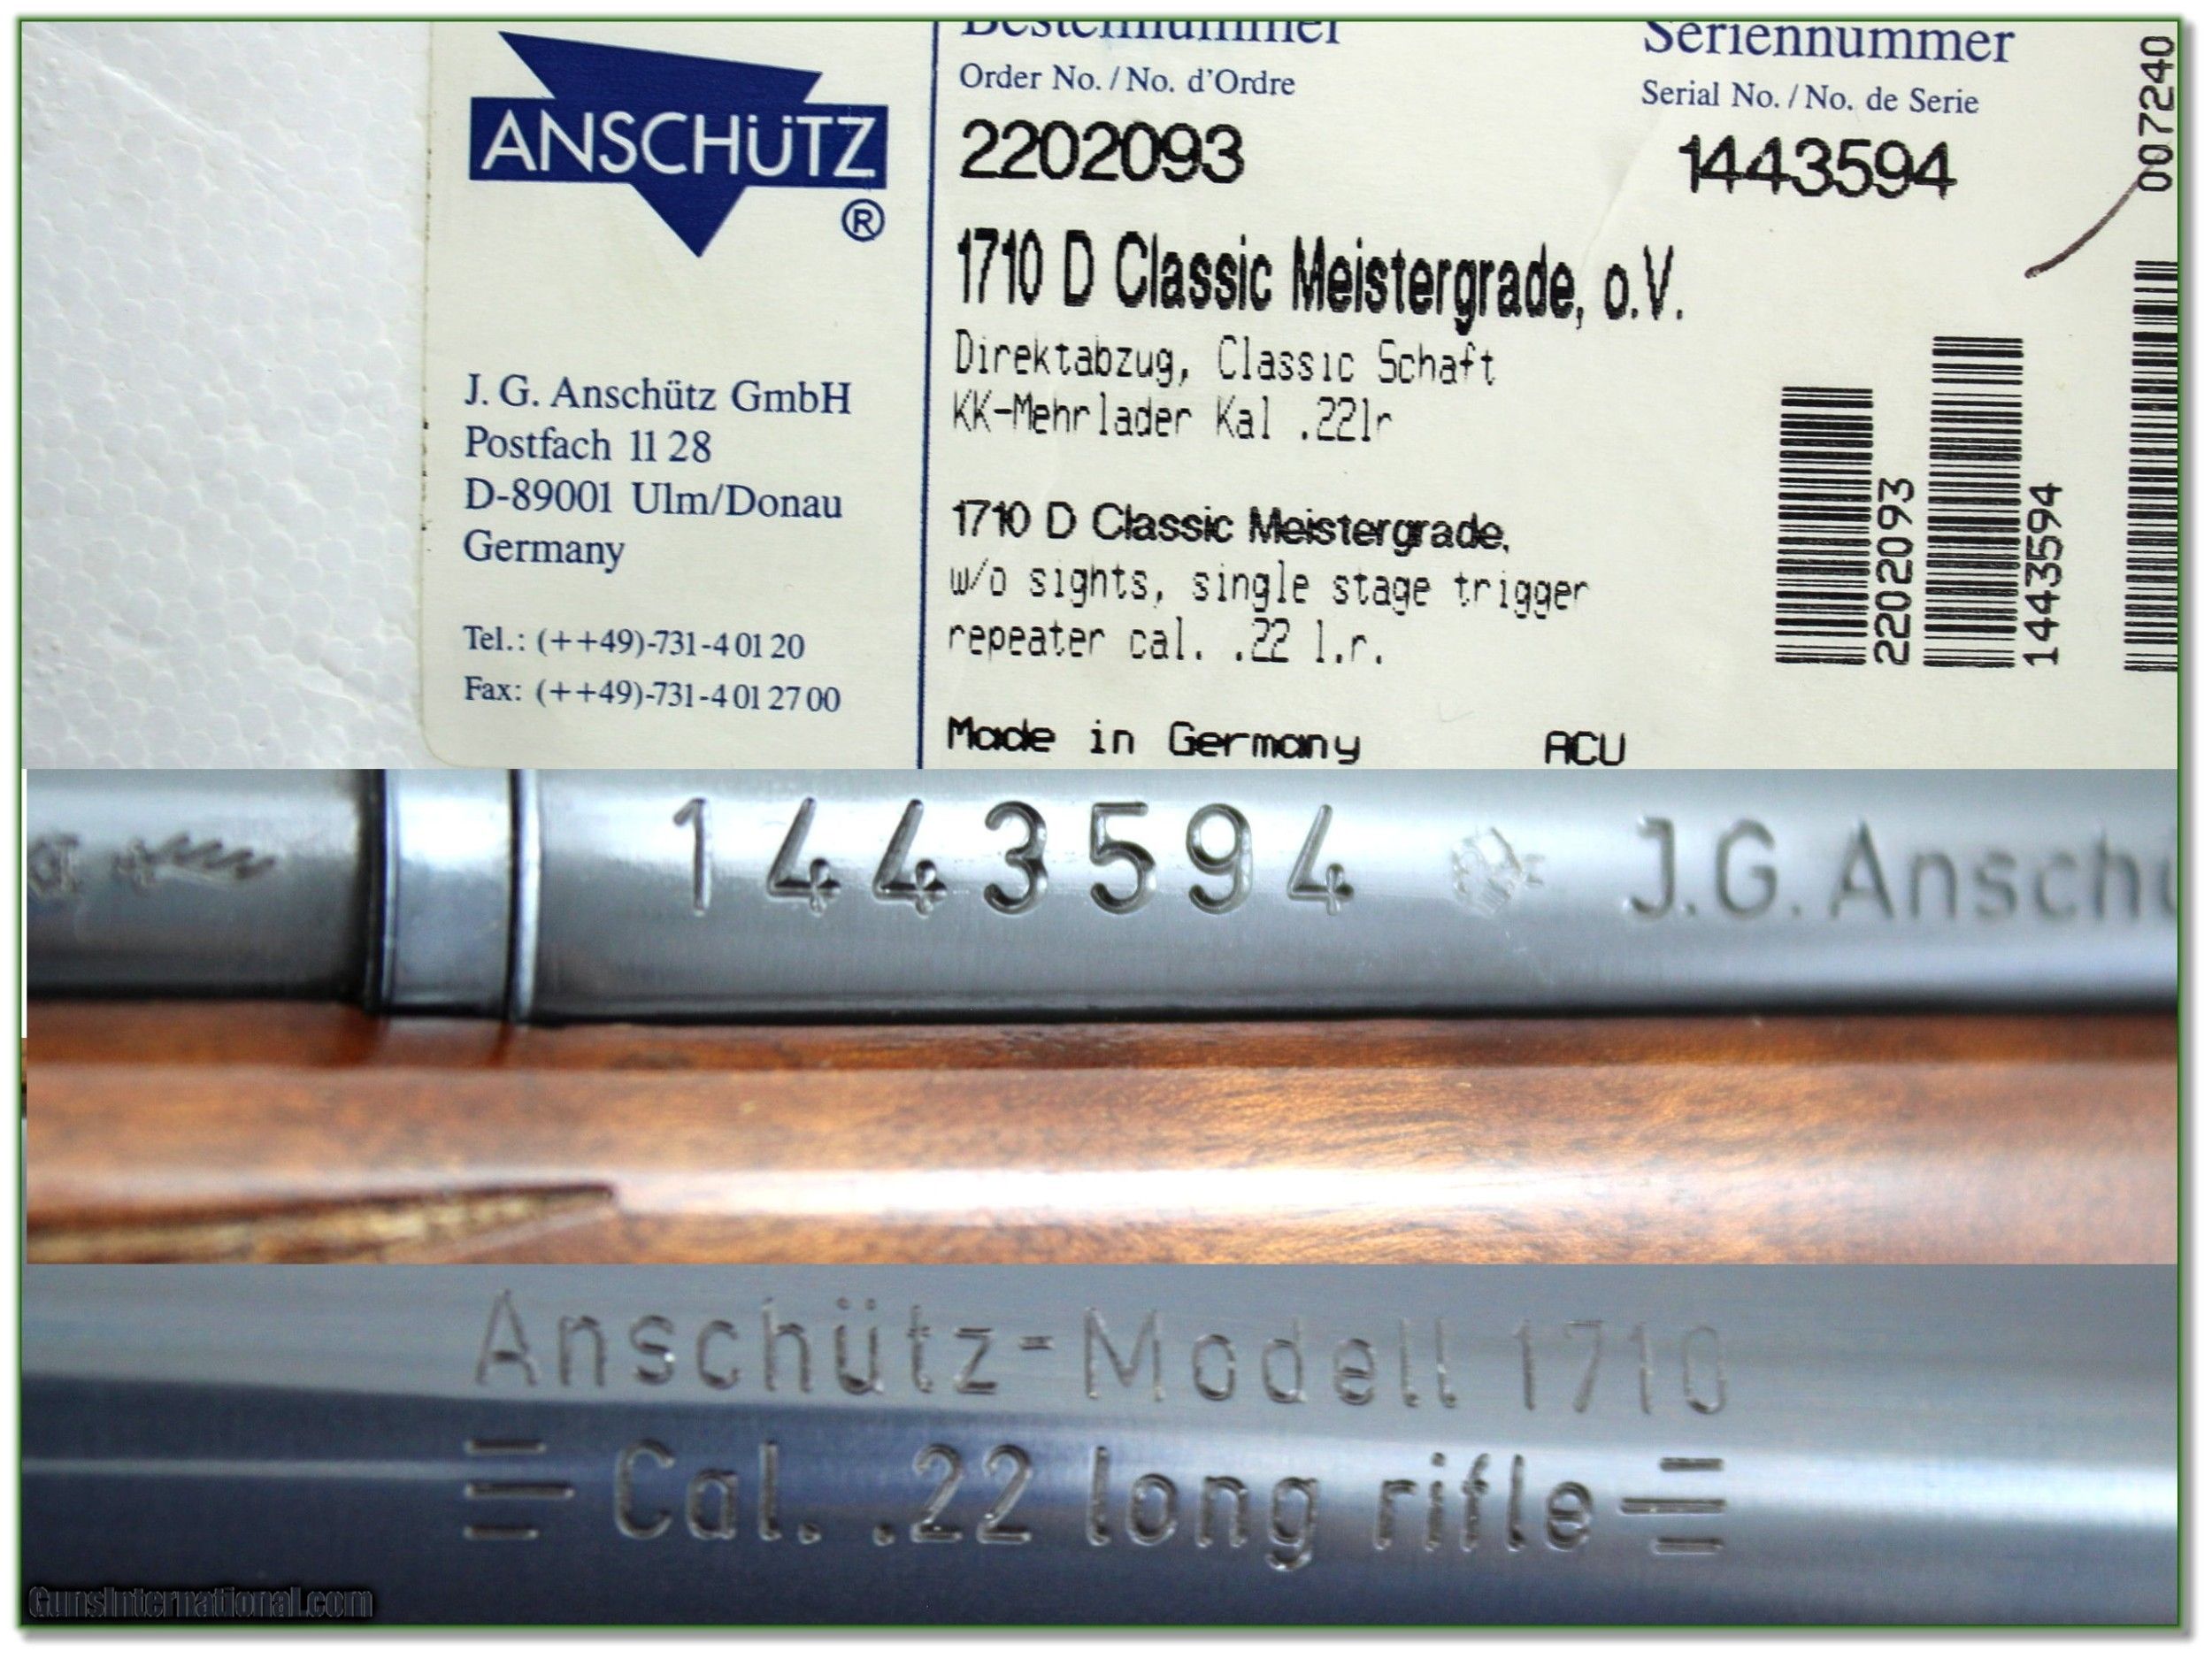 ANSCHÜTZ
®
J. G. Anschütz GmbH
Postfach 11 28
D-89001 Ulm/Donau
Germany
Tel.: (++49)-731-4 01 20
Fax: (++49)-731-4 01 27 00
Bestellnummer
Order No. / No. d'Ordre
2202093
Seriennummer
Serial No. / No. de Serie
1443594
1710 D Classic Meistergrade, o.V.
Direktabzug, Classic Schaft
KK-Mehrlader Kal .22lr
1710 D Classic Meistergrade,
w/o sights, single stage trigger
repeater cal. .22 l.r.
Made in Germany ACU
2202093
1443594
007240
1443594 J.G. Anschü
Anschütz-Modell 1710
Cal. .22 long rifle
GunsInternational.com